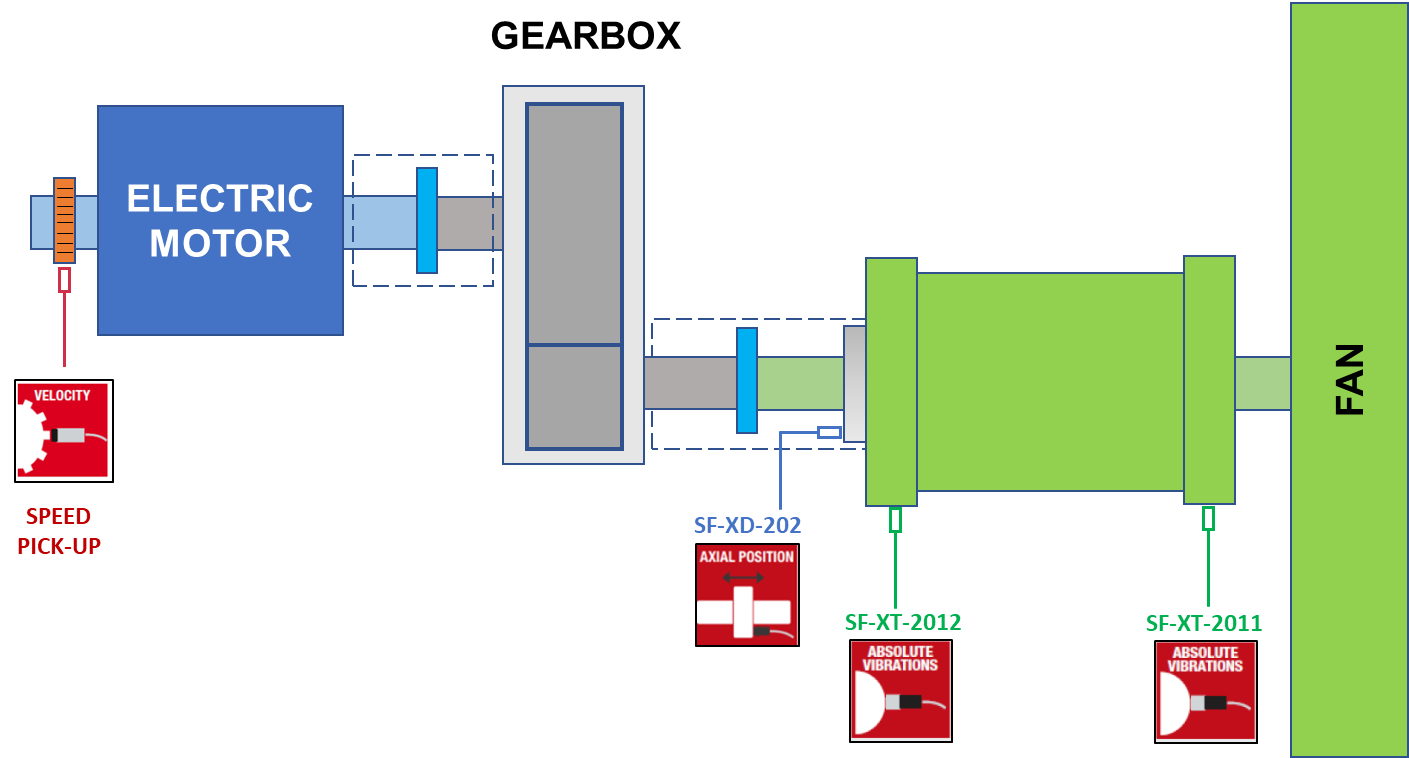 GEARBOX
ELECTRIC
MOTOR
FAN
VELOCITY
SPEED
PICK-UP
SF-XD-202
AXIAL POSITION
SF-XT-2012
ABSOLUTE
VIBRATIONS
SF-XT-2011
ABSOLUTE
VIBRATIONS